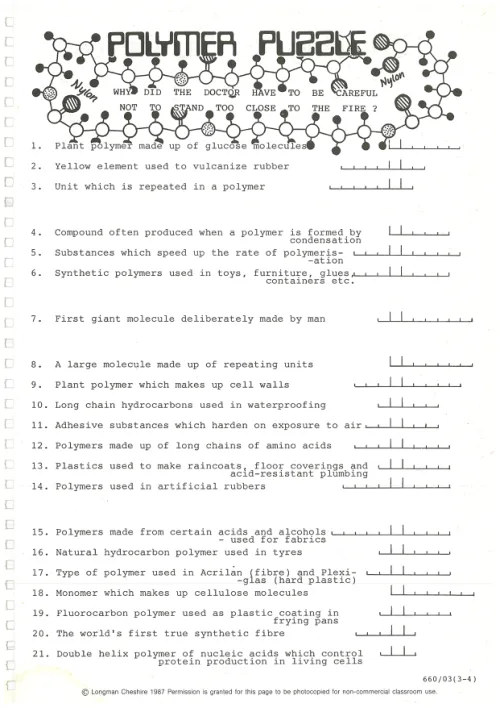 POLYMER PUZZLE
Nylon
Nylon
WHY DID THE DOCTOR HAVE TO BE CAREFUL
NOT TO STAND TOO CLOSE TO THE FIRE ?
1. Plant polymer made up of glucose molecules
2. Yellow element used to vulcanize rubber
3. Unit which is repeated in a polymer
4. Compound often produced when a polymer is formed by
condensation
5. Substances which speed up the rate of polymeris-
-ation
6. Synthetic polymers used in toys, furniture, glues,
containers etc.
7. First giant molecule deliberately made by man
8. A large molecule made up of repeating units
9. Plant polymer which makes up cell walls
10. Long chain hydrocarbons used in waterproofing
11. Adhesive substances which harden on exposure to air
12. Polymers made up of long chains of amino acids
13. Plastics used to make raincoats, floor coverings and
acid-resistant plumbing
14. Polymers used in artificial rubbers
15. Polymers made from certain acids and alcohols
- used for fabrics
16. Natural hydrocarbon polymer used in tyres
17. Type of polymer used in Acrilan (fibre) and Plexi-
-glas (hard plastic)
18. Monomer which makes up cellulose molecules
19. Fluorocarbon polymer used as plastic coating in
frying pans
20. The world's first true synthetic fibre
21. Double helix polymer of nucleic acids which control
protein production in living cells
660/03(3-4)
© Longman Cheshire 1987 Permission is granted for this page to be photocopied for non-commercial classroom use.